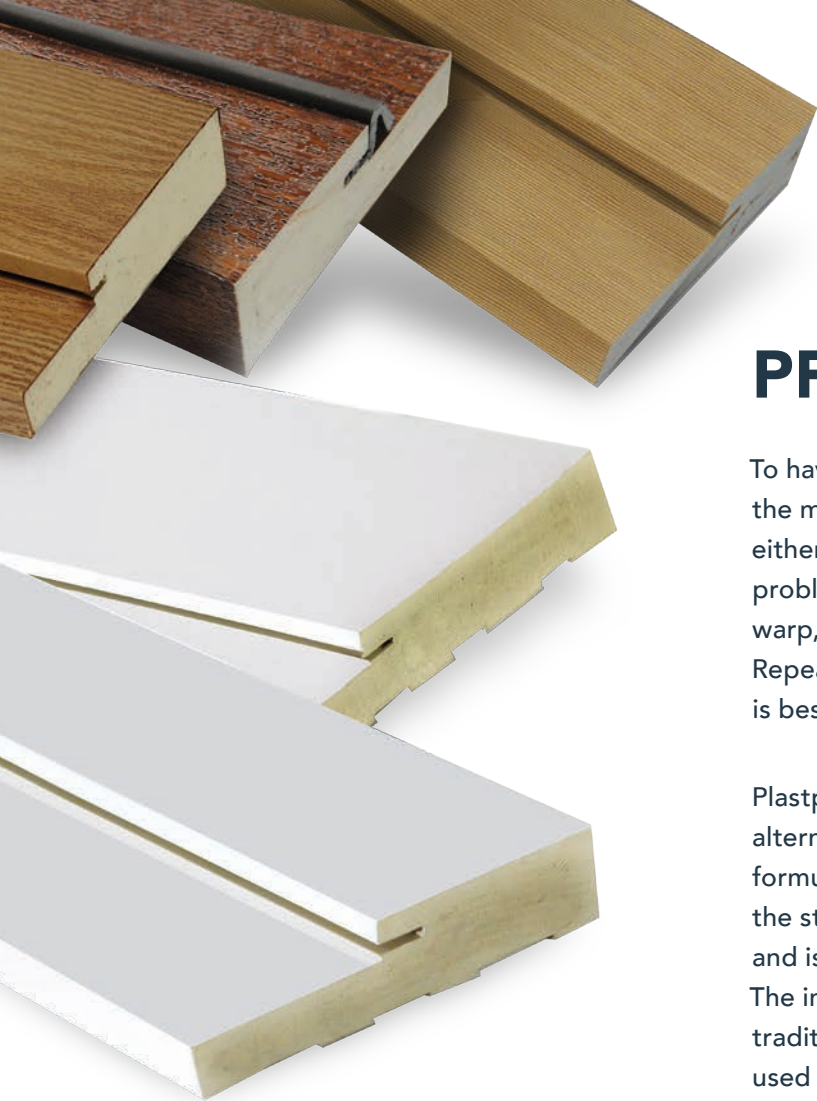 PF
To hav
the m
either
probl
warp,
Repea
is bes
Plastp
altern
formu
the st
and is
The in
tradit
used